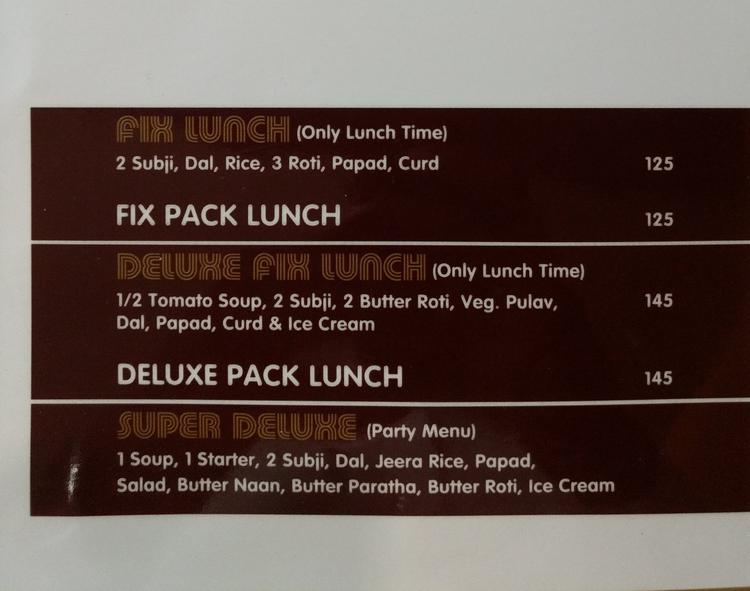 FIX LUNCH (Only Lunch Time)
2 Subji, Dal, Rice, 3 Roti, Papad, Curd 125
FIX PACK LUNCH 125
DELUXE FIX LUNCH (Only Lunch Time)
1/2 Tomato Soup, 2 Subji, 2 Butter Roti, Veg. Pulav, 145
Dal, Papad, Curd & Ice Cream
DELUXE PACK LUNCH 145
SUPER DELUXE (Party Menu)
1 Soup, 1 Starter, 2 Subji, Dal, Jeera Rice, Papad,
Salad, Butter Naan, Butter Paratha, Butter Roti, Ice Cream